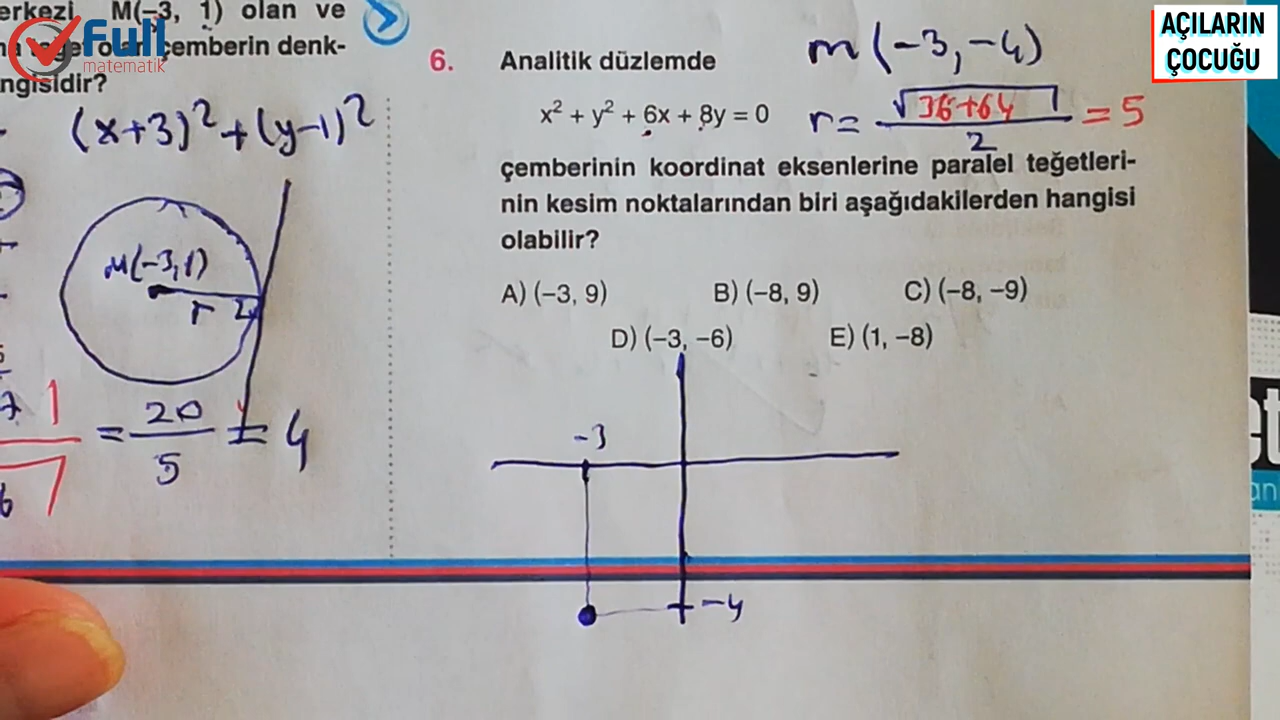 erkezi M(−3, 1) olan ve
çemberin denk-
ngisidir?
Full
matematik
(x+3)² + (y−1)²
M(−3,1)
r
= 20/5 = 4
1
7
6.
Analitik düzlemde
x² + y² + 6x + 8y = 0
çemberinin koordinat eksenlerine paralel teğetleri-
nin kesim noktalarından biri aşağıdakilerden hangisi
olabilir?
A) (−3, 9) B) (−8, 9) C) (−8, −9)
D) (−3, −6) E) (1, −8)
m(−3, −4)
r = √36+64 / 2 = 5
-3
-4
AÇILARIN
ÇOCUĞU